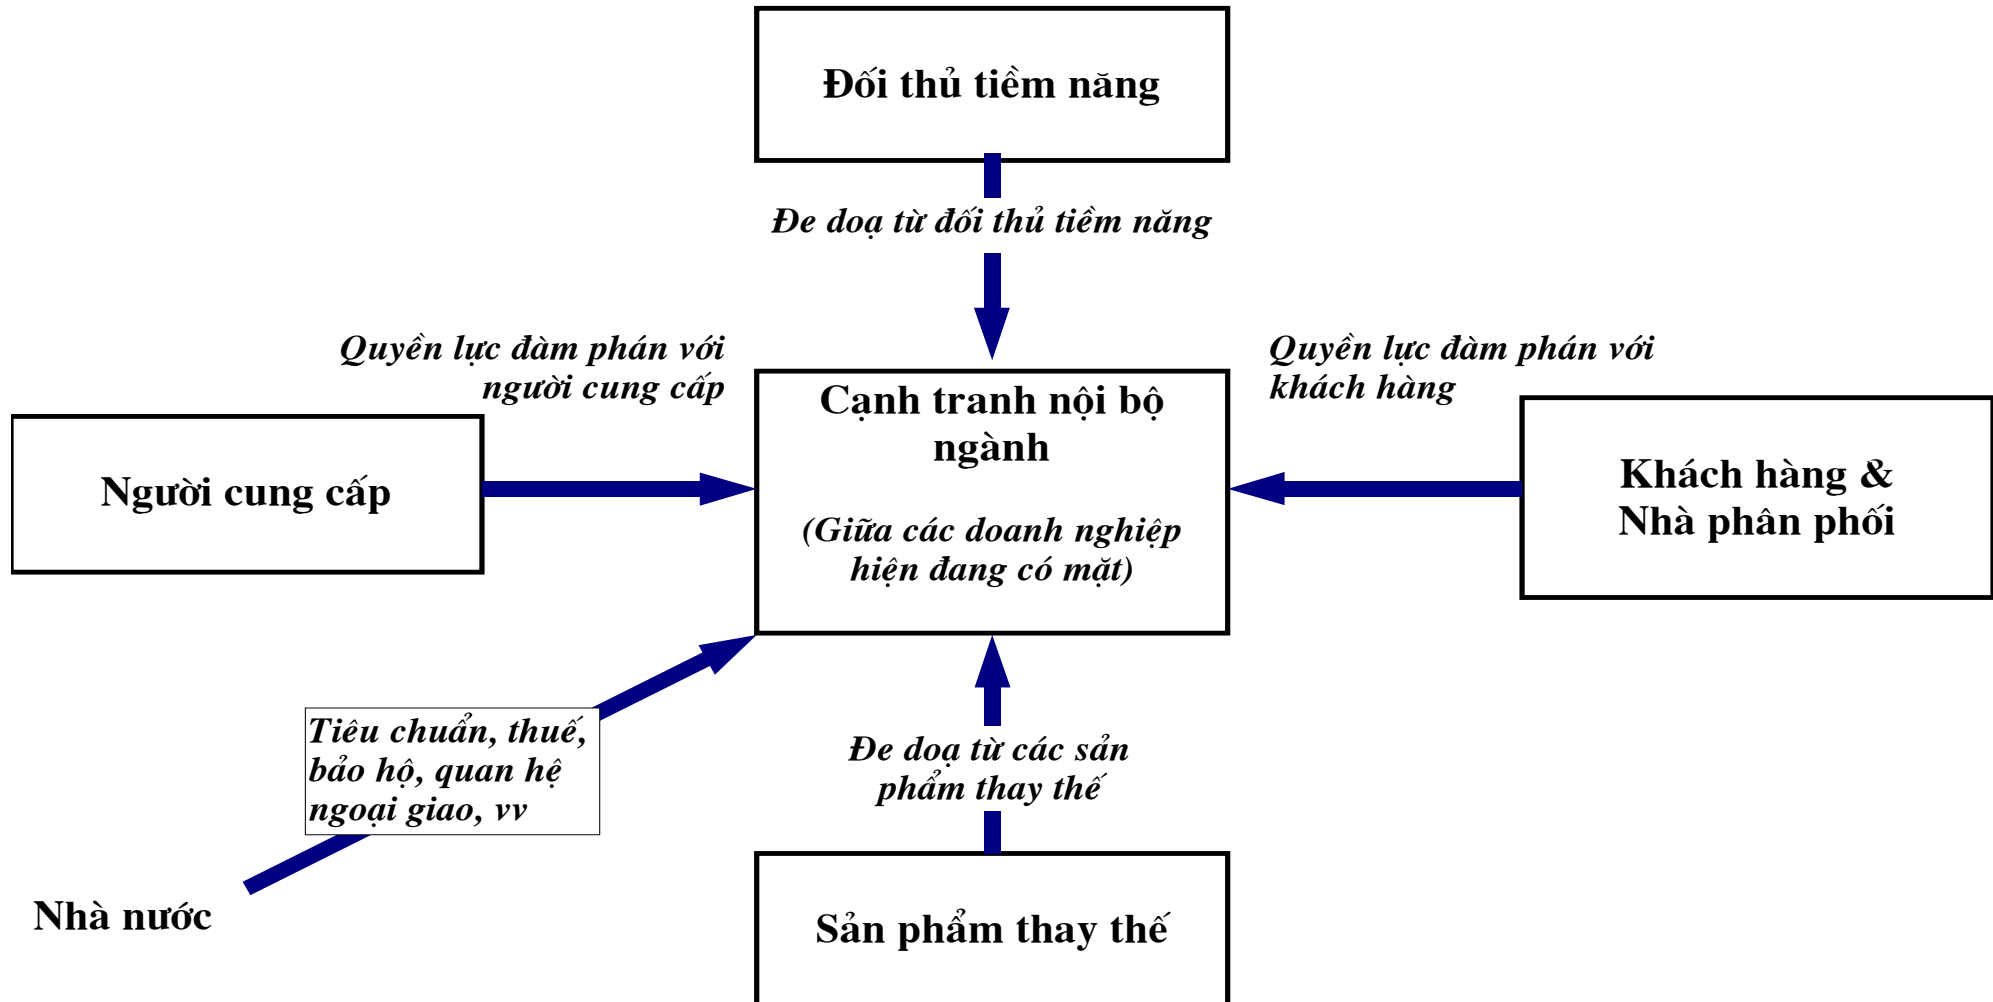 Đối thủ tiềm năng
Đe doạ từ đối thủ tiềm năng
Quyền lực đàm phán với
người cung cấp
Quyền lực đàm phán với
khách hàng
Người cung cấp
Cạnh tranh nội bộ
ngành
(Giữa các doanh nghiệp
hiện đang có mặt)
Khách hàng &
Nhà phân phối
Tiêu chuẩn, thuế,
bảo hộ, quan hệ
ngoại giao, vv
Đe doạ từ các sản
phẩm thay thế
Nhà nước
Sản phẩm thay thế